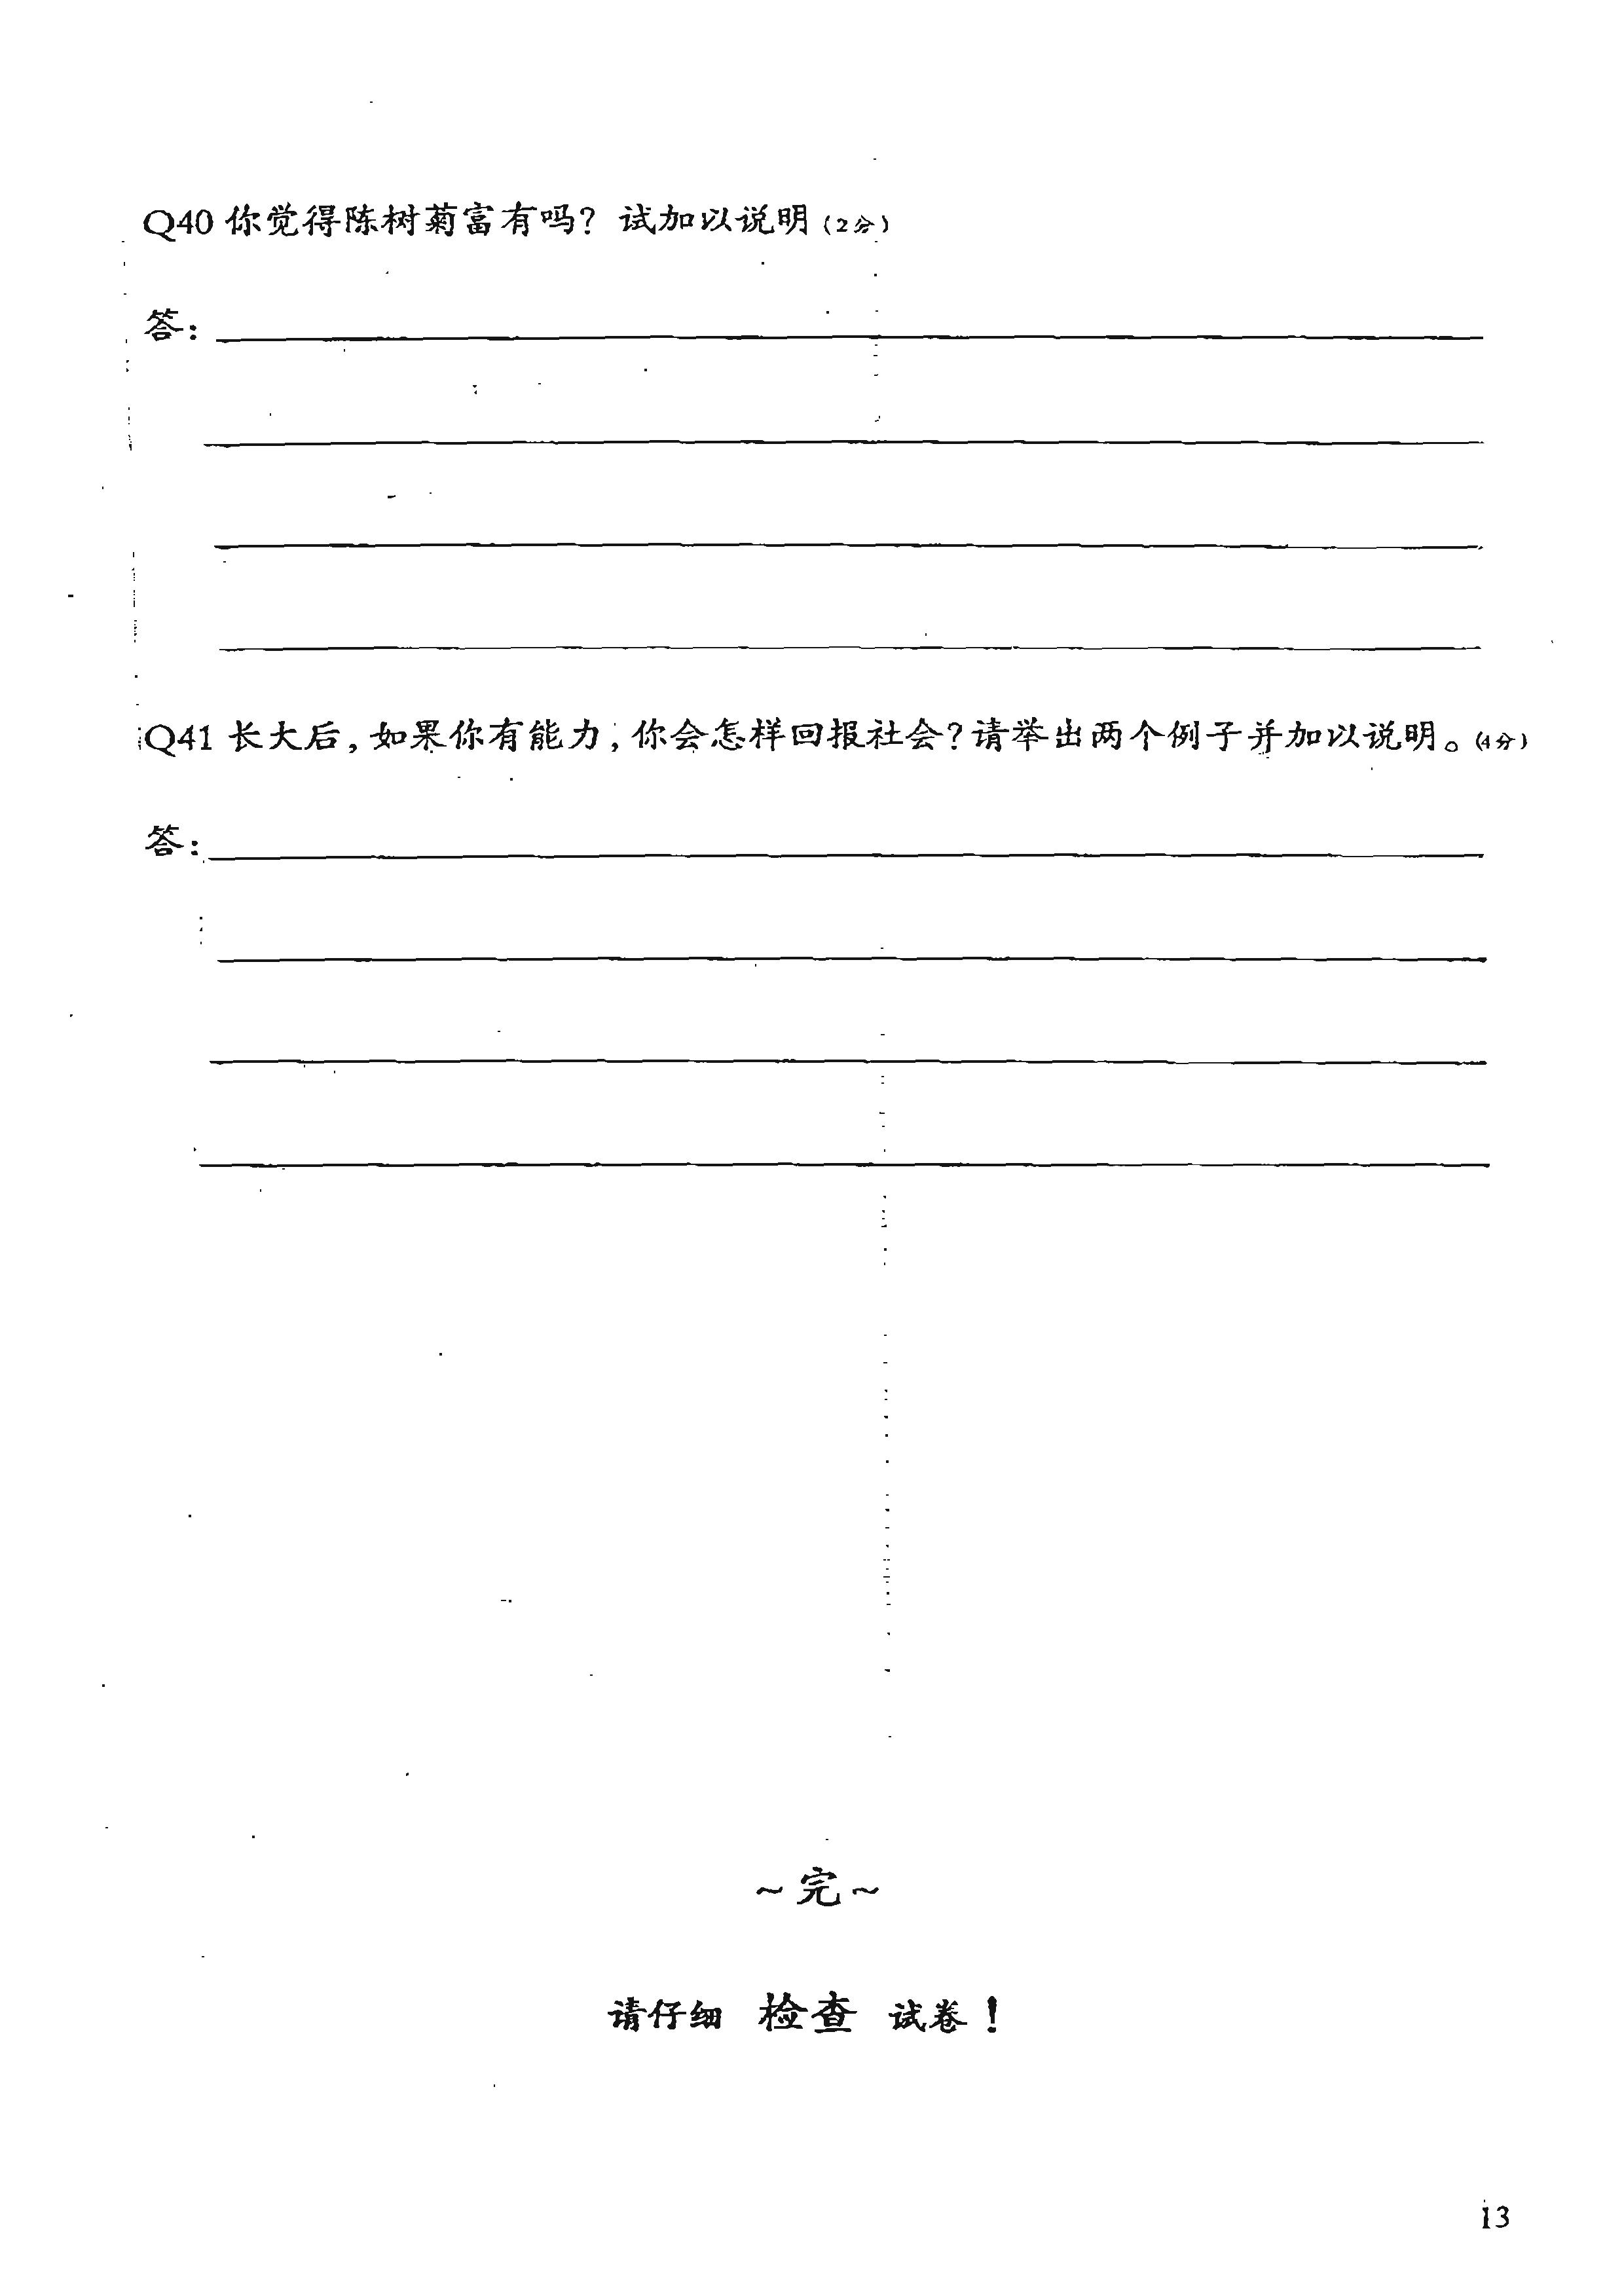 Q40 你觉得陈树菊富有吗？试加以说明（2分）
答：
Q41 长大后，如果你有能力，你会怎样回报社会？请举出两个例子并加以说明。（4分）
答：
～完～
请仔细 检查 试卷！
13